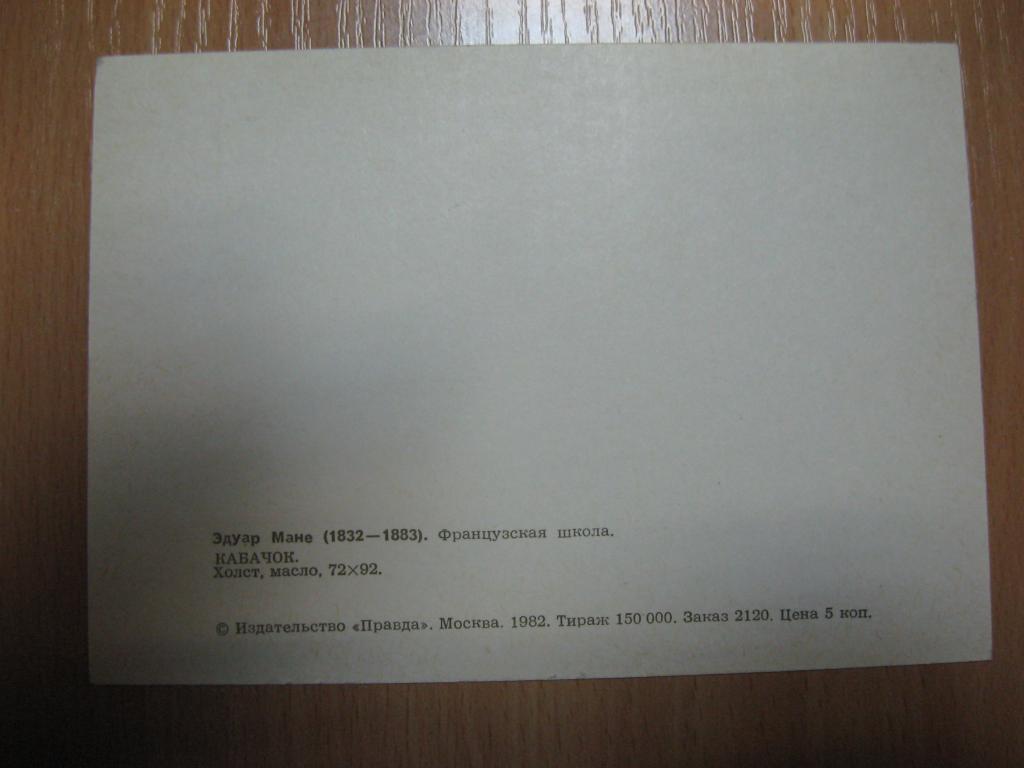 Эдуар Мане (1832—1883). Французская школа.
КАБАЧОК.
Холст, масло, 72×92.
© Издательство «Правда». Москва. 1982. Тираж 150 000. Заказ 2120. Цена 5 коп.